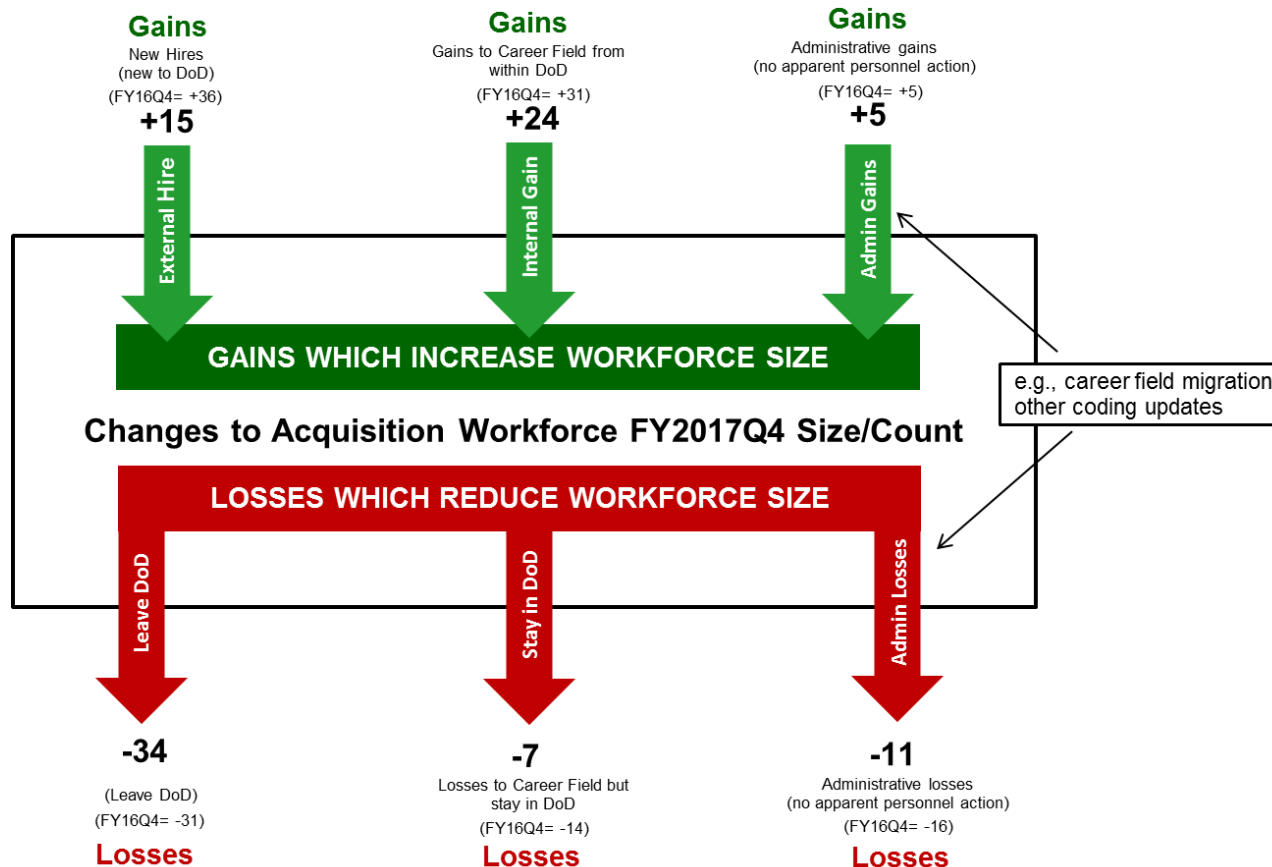 Gains
New Hires
(new to DoD)
(FY16Q4= +36)
+15
External Hire
Gains
Gains to Career Field from
within DoD
(FY16Q4= +31)
+24
Internal Gain
Gains
Administrative gains
(no apparent personnel action)
(FY16Q4= +5)
+5
Admin Gains
GAINS WHICH INCREASE WORKFORCE SIZE
e.g., career field migration
other coding updates
Changes to Acquisition Workforce FY2017Q4 Size/Count
LOSSES WHICH REDUCE WORKFORCE SIZE
Leave DoD
-34
(Leave DoD)
(FY16Q4= -31)
Losses
Stay in DoD
-7
Losses to Career Field but
stay in DoD
(FY16Q4= -14)
Losses
Admin Losses
-11
Administrative losses
(no apparent personnel action)
(FY16Q4= -16)
Losses